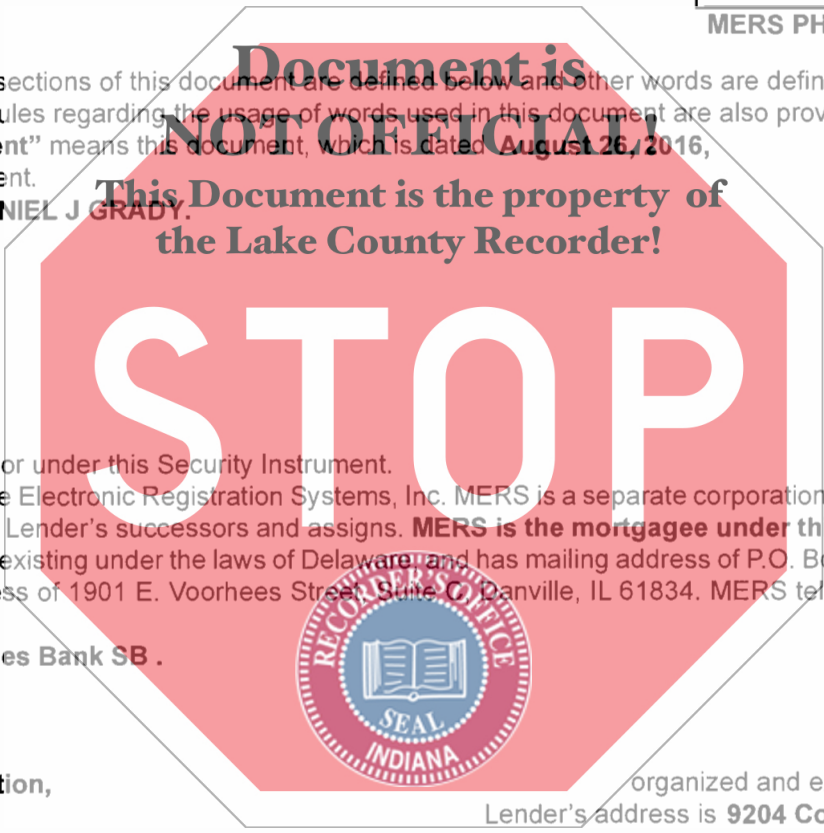 MERS PH
Document is
sections of this document are defined below and other words are defin
ules regarding the usage of words used in this document are also prov
NOT OFFICIAL!
nt” means this document, which is dated August 26, 2016,
ent.
This Document is the property of
NIEL J GRADY.
the Lake County Recorder!
STOP
or under this Security Instrument.
e Electronic Registration Systems, Inc. MERS is a separate corporation
Lender’s successors and assigns. MERS is the mortgagee under th
existing under the laws of Delaware, and has mailing address of P.O. Bo
ss of 1901 E. Voorhees Street, Suite C, Danville, IL 61834. MERS tel
RECORDER'S OFFICE
es Bank SB .
SEAL
INDIANA
tion,
organized and e
Lender’s address is 9204 Co